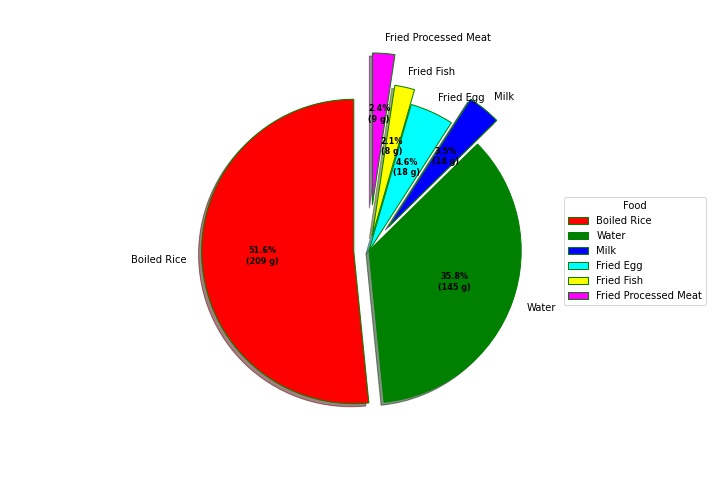 Fried Processed Meat
Fried Fish
Fried Egg
Milk
2.4%
(9 g)
2.1%
(8 g)
4.6%
(18 g)
3.5%
(14 g)
Boiled Rice
51.6%
(209 g)
35.8%
(145 g)
Water
Food
Boiled Rice
Water
Milk
Fried Egg
Fried Fish
Fried Processed Meat